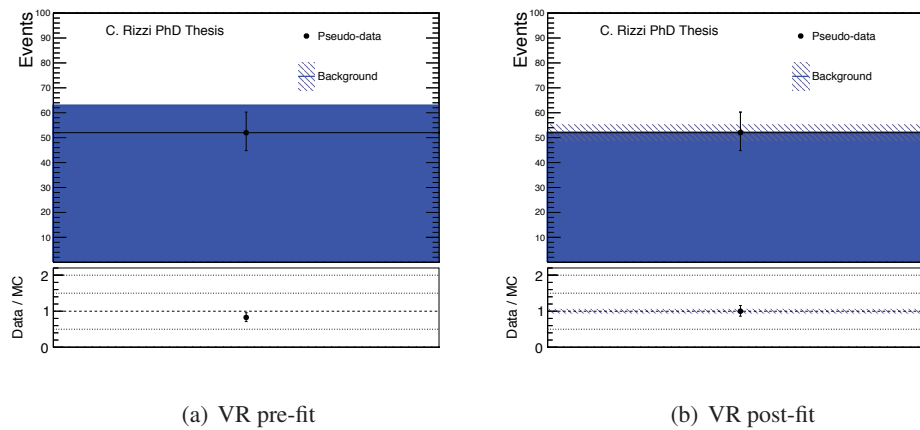 Events
100
90
80
70
60
50
40
30
20
10
C. Rizzi PhD Thesis
Pseudo-data
Background
Data / MC
2
1
0
(a) VR pre-fit
Events
100
90
80
70
60
50
40
30
20
10
C. Rizzi PhD Thesis
Pseudo-data
Background
Data / MC
2
1
0
(b) VR post-fit